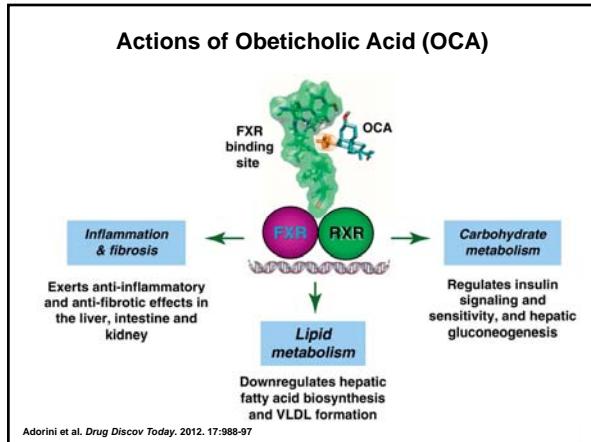 Actions of Obeticholic Acid (OCA)
FXR
binding
site
OCA
FXR
RXR
Inflammation
& fibrosis
Exerts anti-inflammatory
and anti-fibrotic effects in
the liver, intestine and
kidney
Lipid
metabolism
Downregulates hepatic
fatty acid biosynthesis
and VLDL formation
Carbohydrate
metabolism
Regulates insulin
signaling and
sensitivity, and hepatic
gluconeogenesis
Adorini et al. Drug Discov Today. 2012. 17:988-97